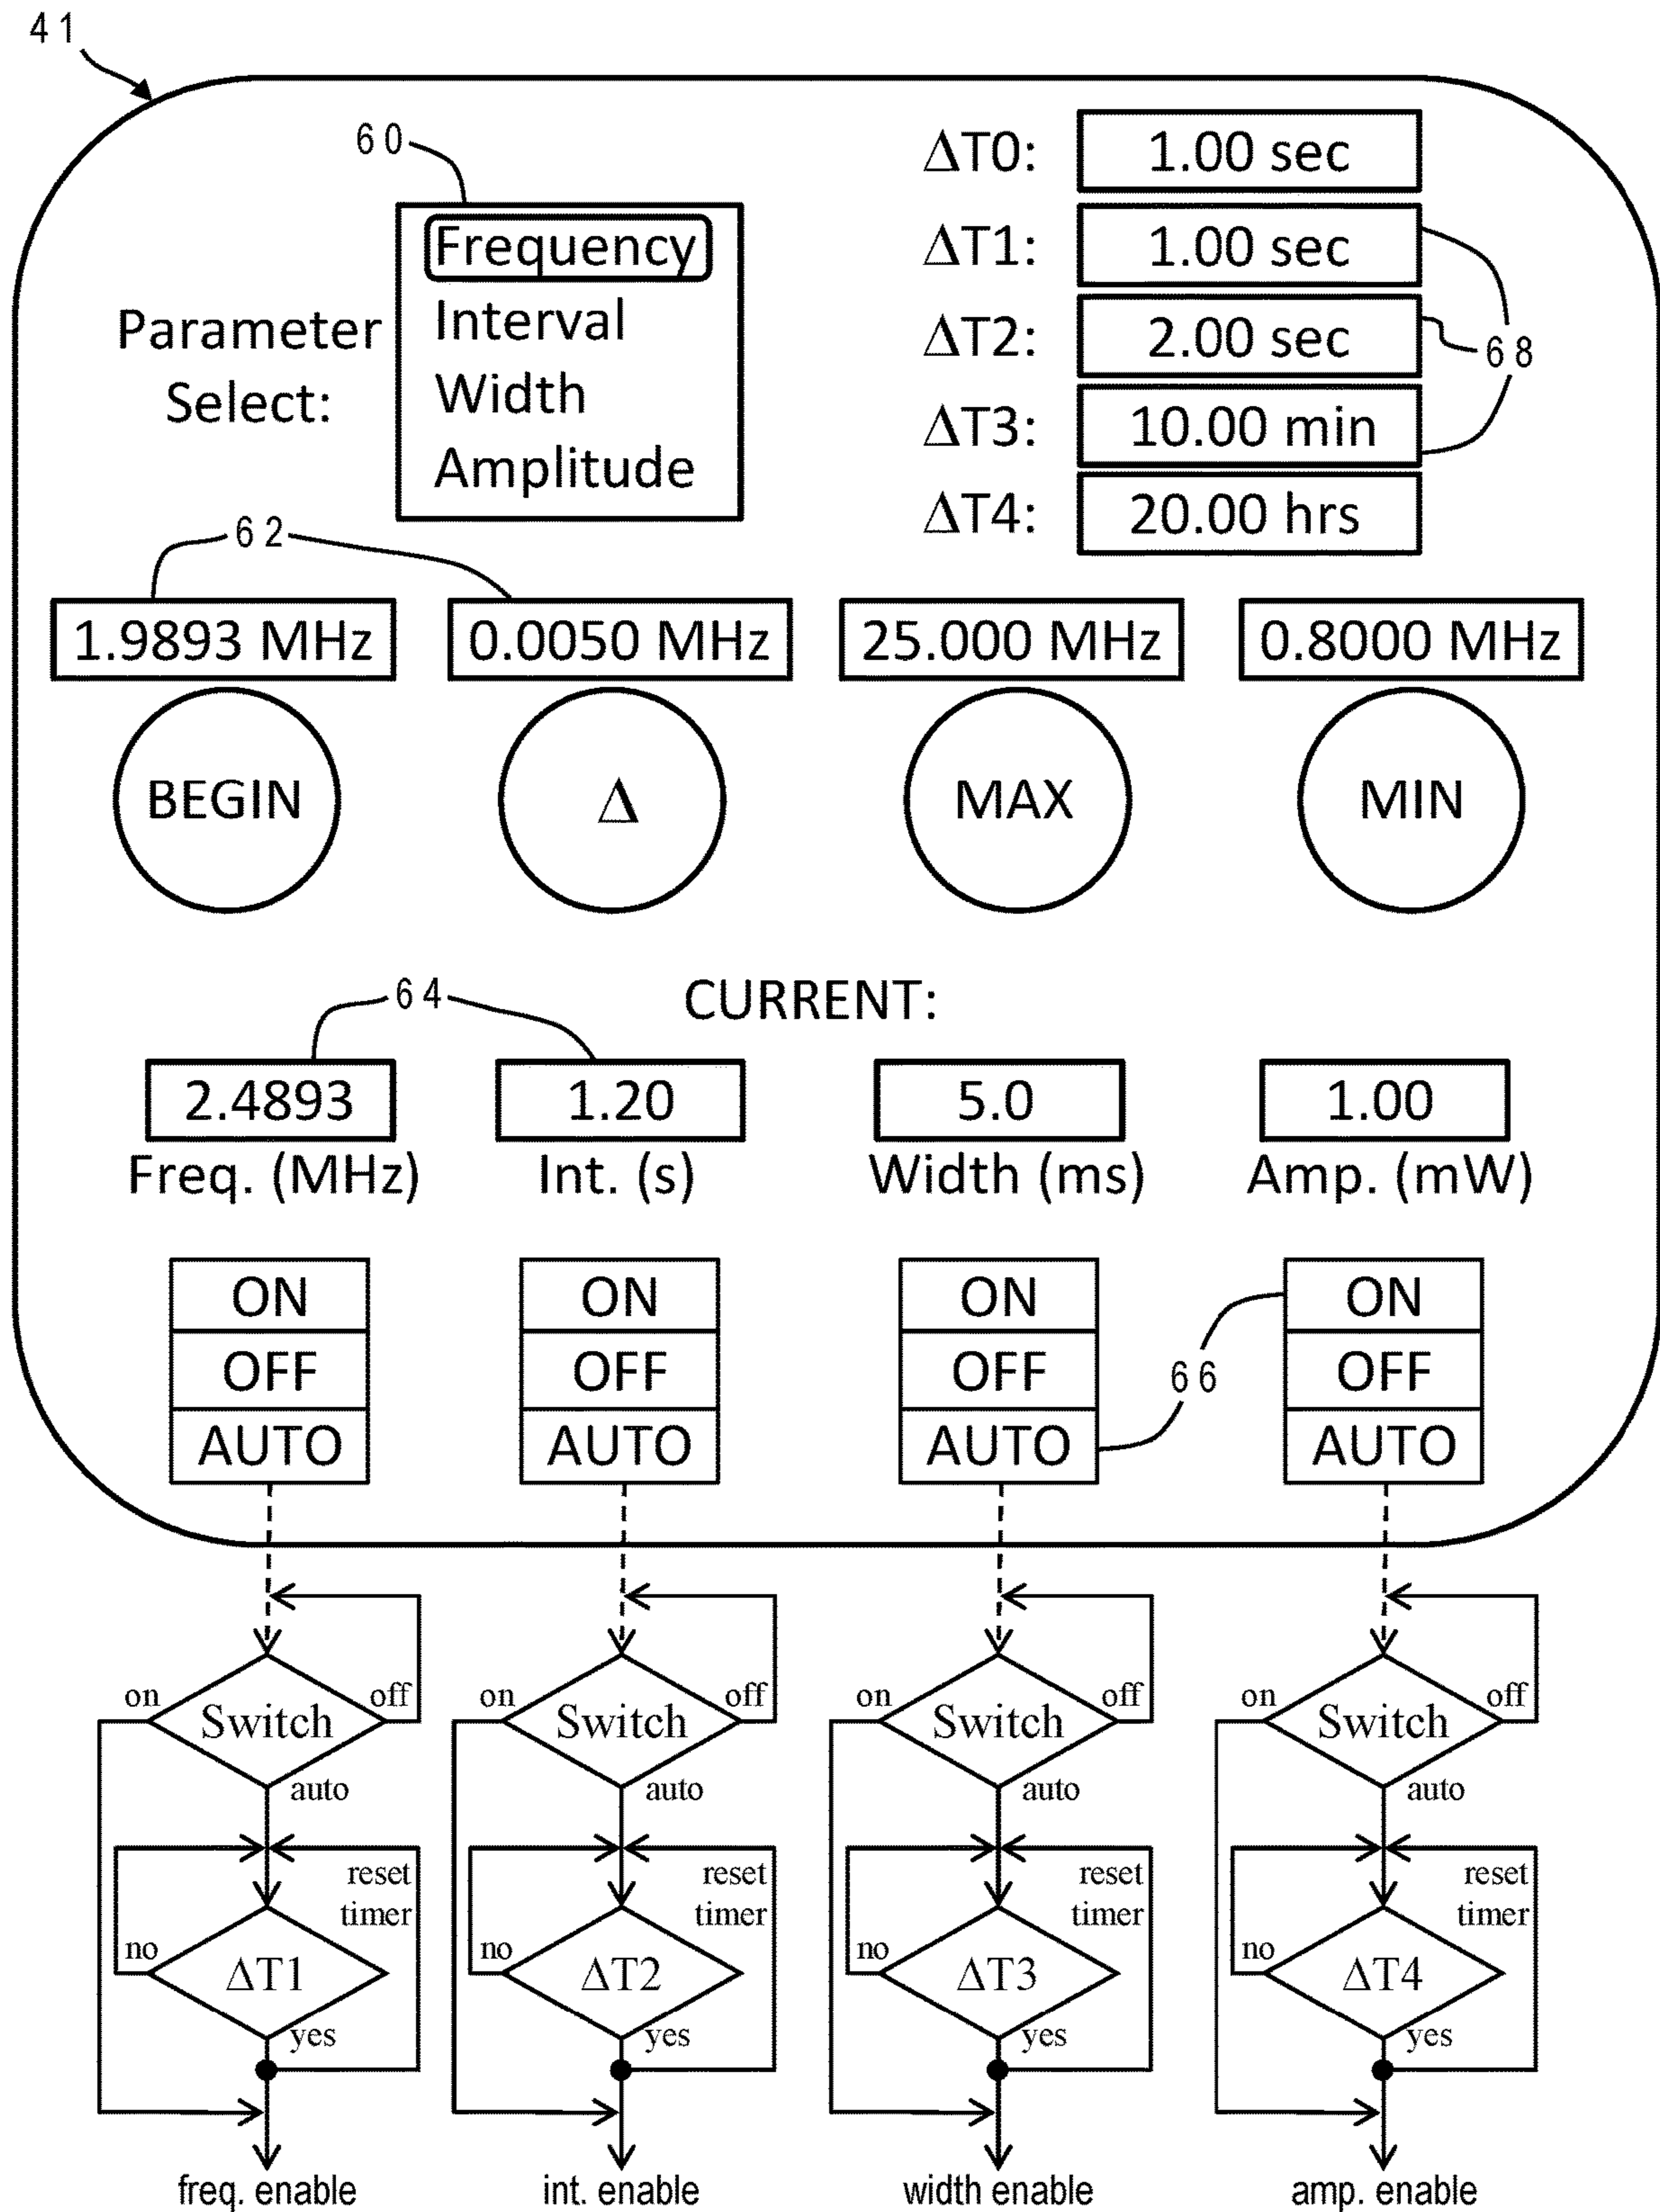 41
60
ΔT0: 1.00 sec
Frequency
ΔT1: 1.00 sec
Parameter
Interval
ΔT2: 2.00 sec
68
Select:
Width
ΔT3: 10.00 min
Amplitude
ΔT4: 20.00 hrs
62
1.9893 MHz 0.0050 MHz 25.000 MHz 0.8000 MHz
BEGIN Δ MAX MIN
64 CURRENT:
2.4893 1.20 5.0 1.00
Freq. (MHz) Int. (s) Width (ms) Amp. (mW)
ON ON ON ON
OFF OFF OFF 66 OFF
AUTO AUTO AUTO AUTO
on off on off on off on off
Switch Switch Switch Switch
auto auto auto auto
reset reset reset reset
timer timer timer timer
no no no no
ΔT1 ΔT2 ΔT3 ΔT4
yes yes yes yes
freq. enable int. enable width enable amp. enable